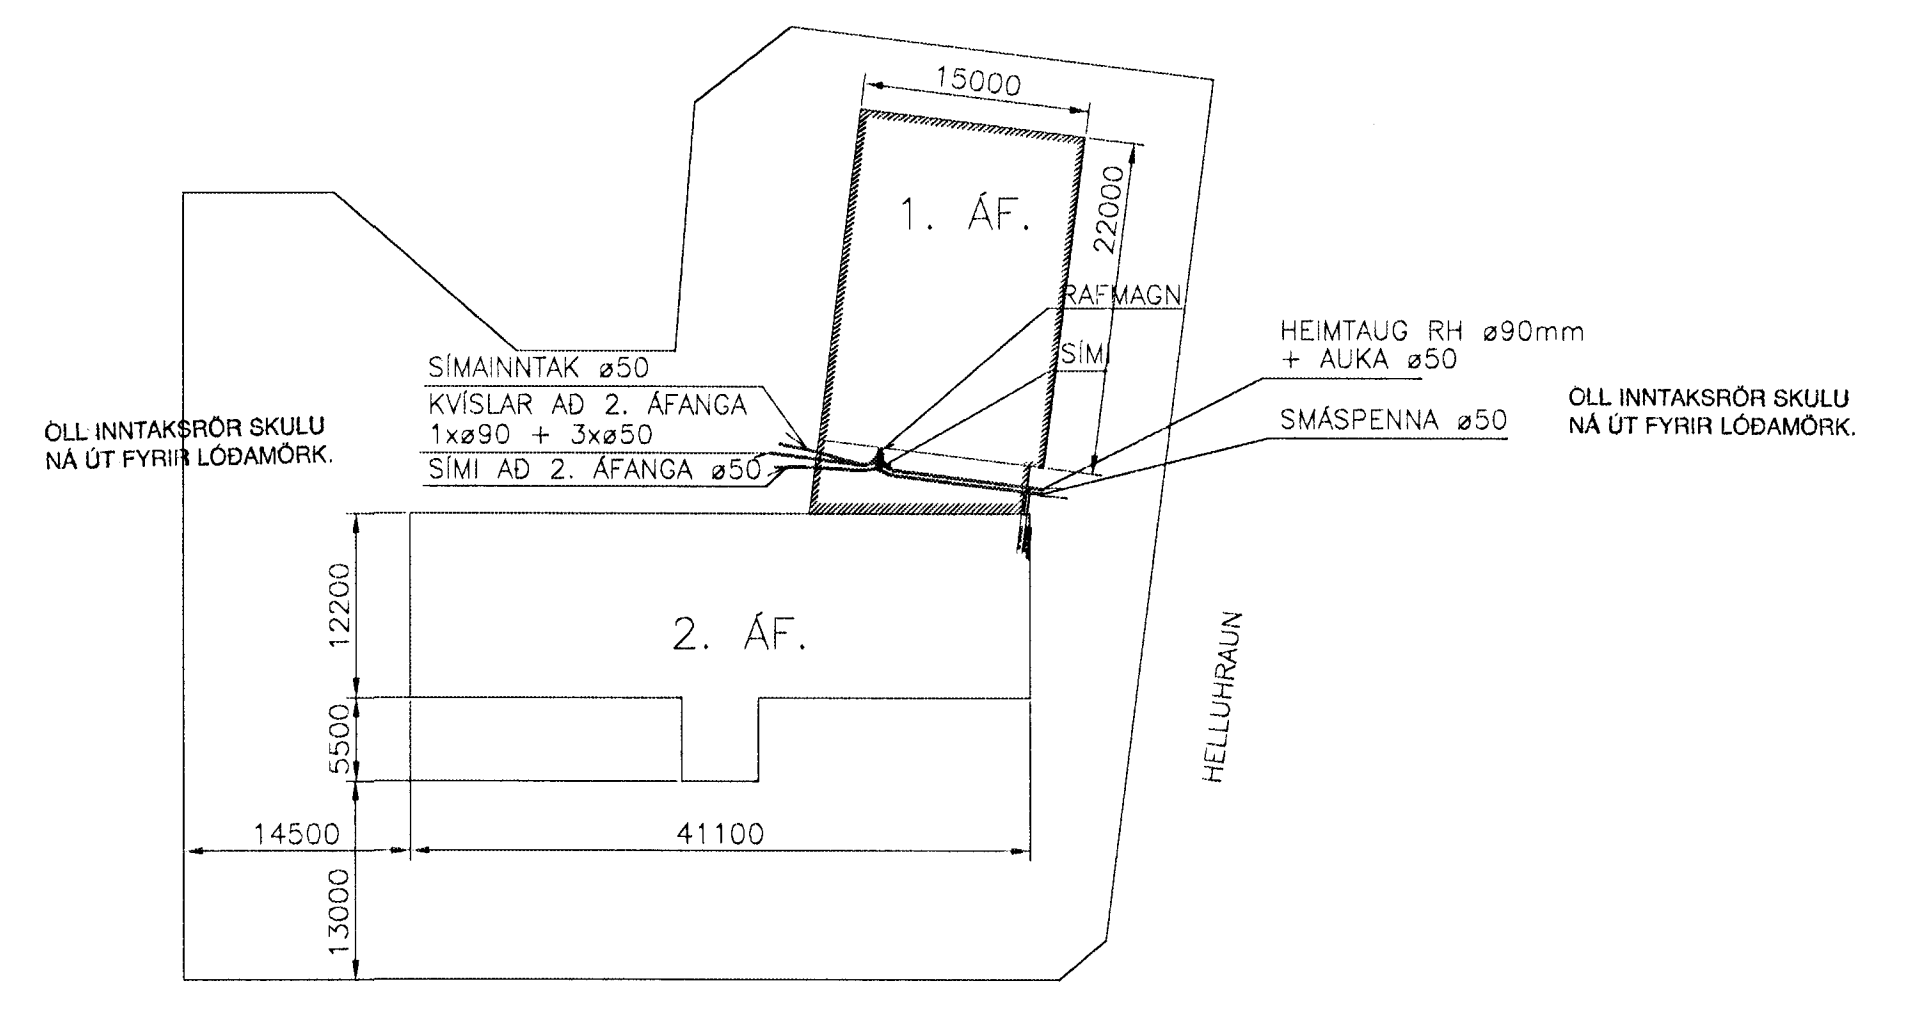 15000
1. ÁF.
22000
RAFMAGN
SÍMI
HEIMTAUG RH ø90mm
+ AUKA ø50
SMÁSPENNA ø50
ÖLL INNTAKSRÖR SKULU
NÁ ÚT FYRIR LÓÐAMÖRK.
SÍMAINNTAK ø50
KVÍSLAR AÐ 2. ÁFANGA
1xø90 + 3xø50
SÍMI AÐ 2. ÁFANGA ø50
ÖLL INNTAKSRÖR SKULU
NÁ ÚT FYRIR LÓÐAMÖRK.
12200
2. ÁF.
5500
HELLUHRAUN
14500
41100
13000